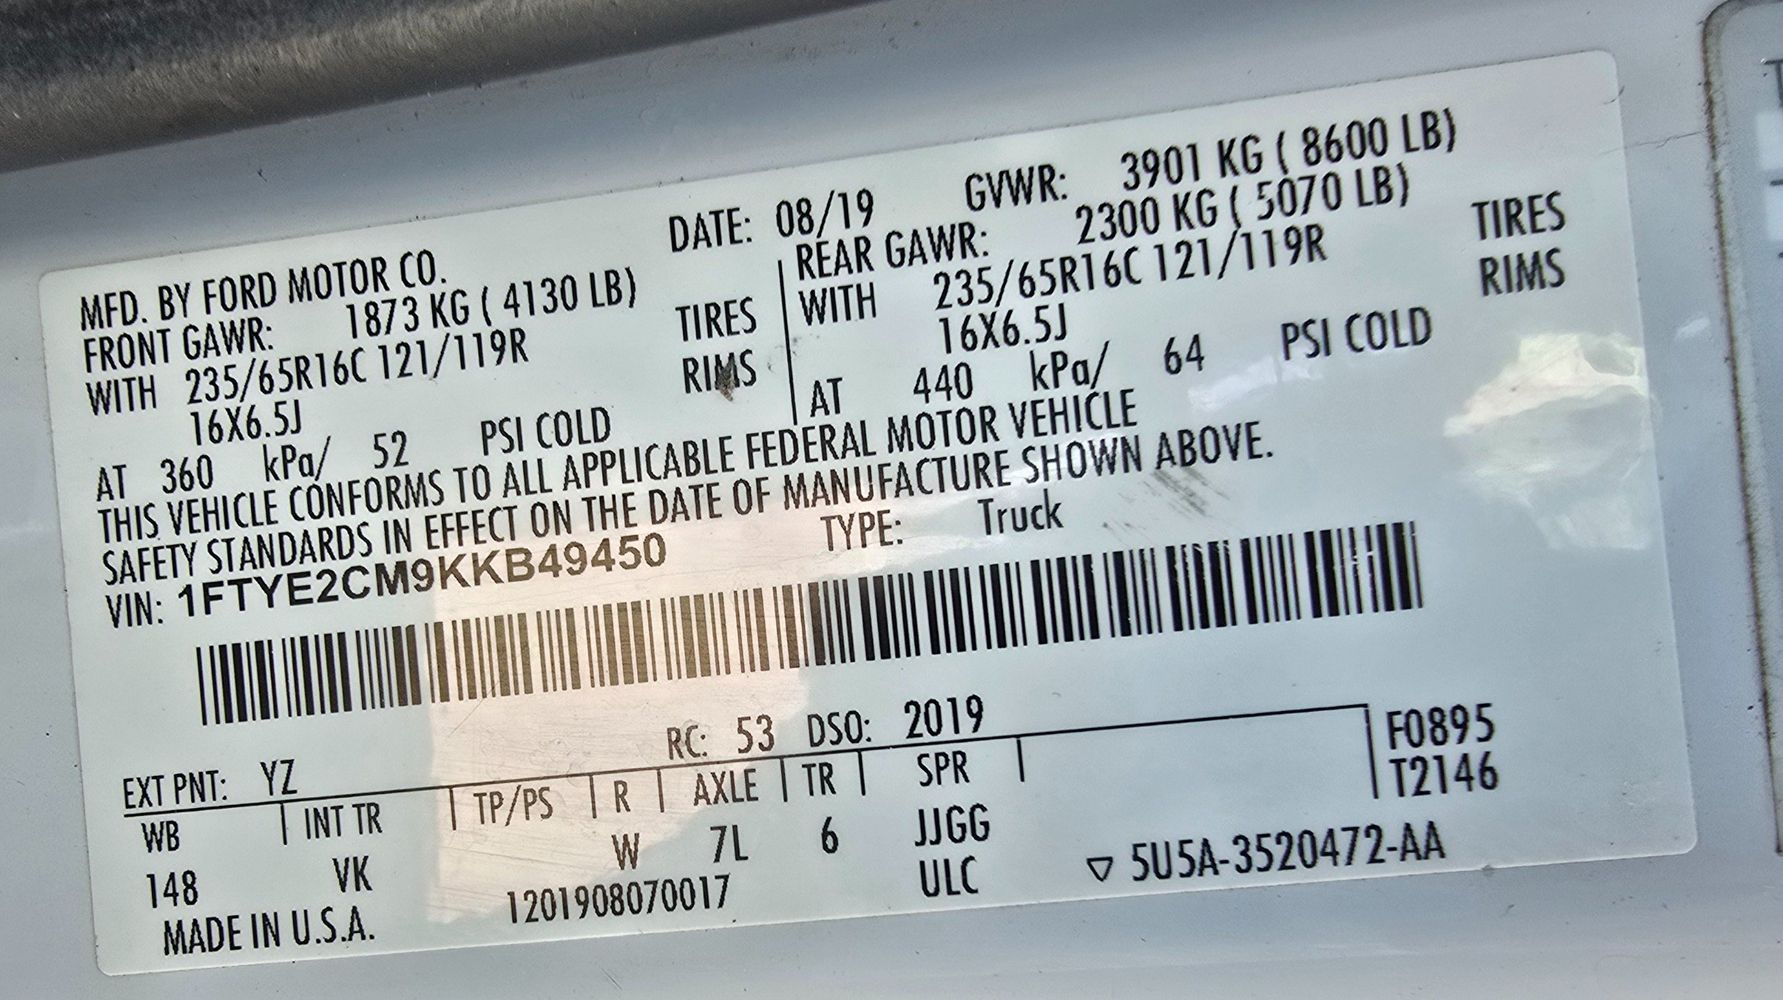 MFD. BY FORD MOTOR CO. DATE: 08/19 GVWR: 3901 KG ( 8600 LB)
FRONT GAWR: 1873 KG ( 4130 LB) REAR GAWR: 2300 KG ( 5070 LB)
WITH 235/65R16C 121/119R TIRES WITH 235/65R16C 121/119R TIRES
16X6.5J RIMS 16X6.5J RIMS
AT 360 kPa/ 52 PSI COLD AT 440 kPa/ 64 PSI COLD
THIS VEHICLE CONFORMS TO ALL APPLICABLE FEDERAL MOTOR VEHICLE
SAFETY STANDARDS IN EFFECT ON THE DATE OF MANUFACTURE SHOWN ABOVE.
VIN: 1FTYE2CM9KKB49450 TYPE: Truck
EXT PNT: YZ RC: 53 DSO: 2019 F0895
WB INT TR TP/PS R AXLE TR SPR T2146
148 VK W 7L 6 JJGG
MADE IN U.S.A. 1201908070017 ULC ▽ 5U5A-3520472-AA